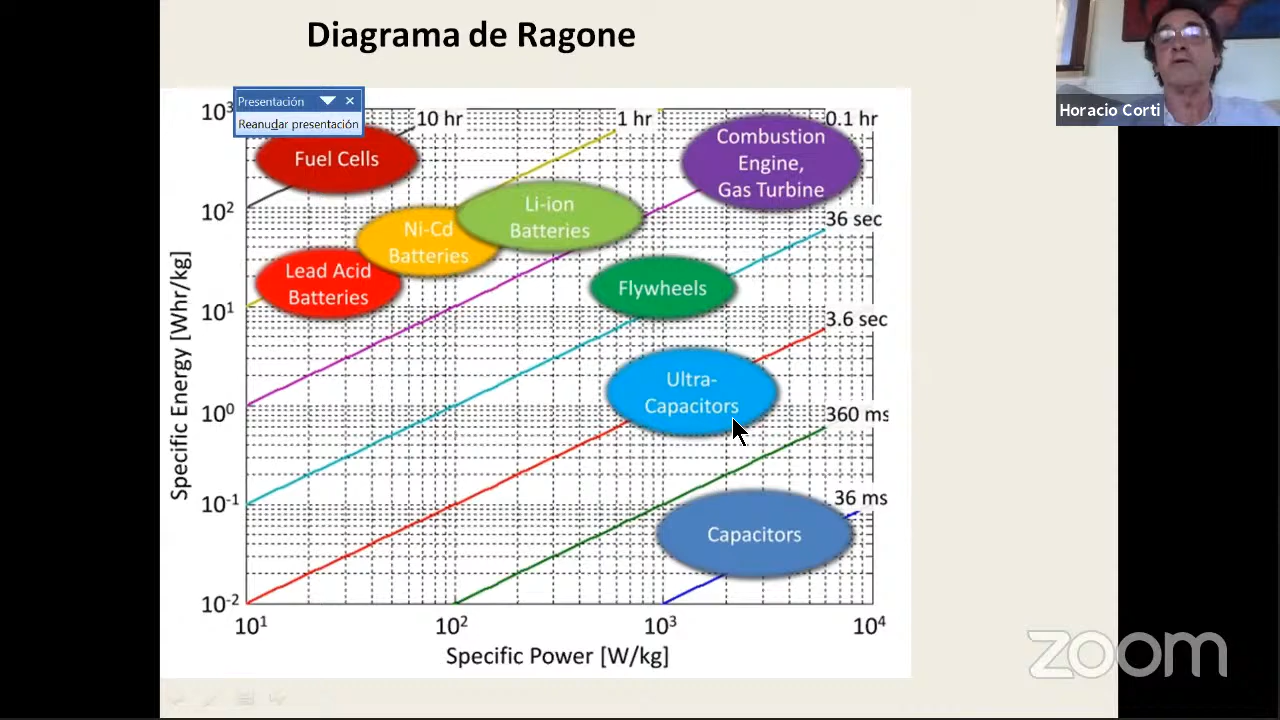 Diagrama de Ragone
Horacio Corti
Presentación
Reanudar presentación
10³
10 hr
1 hr
0.1 hr
Fuel Cells
Combustion
Engine,
Gas Turbine
10²
Li-ion
Batteries
36 sec
Ni-Cd
Batteries
Lead Acid
Batteries
Flywheels
10¹
3.6 sec
Ultra-
Capacitors
10⁰
360 ms
36 ms
10⁻¹
Capacitors
10⁻²
Specific Energy [Whr/kg]
10¹
10²
10³
10⁴
Specific Power [W/kg]
zoom